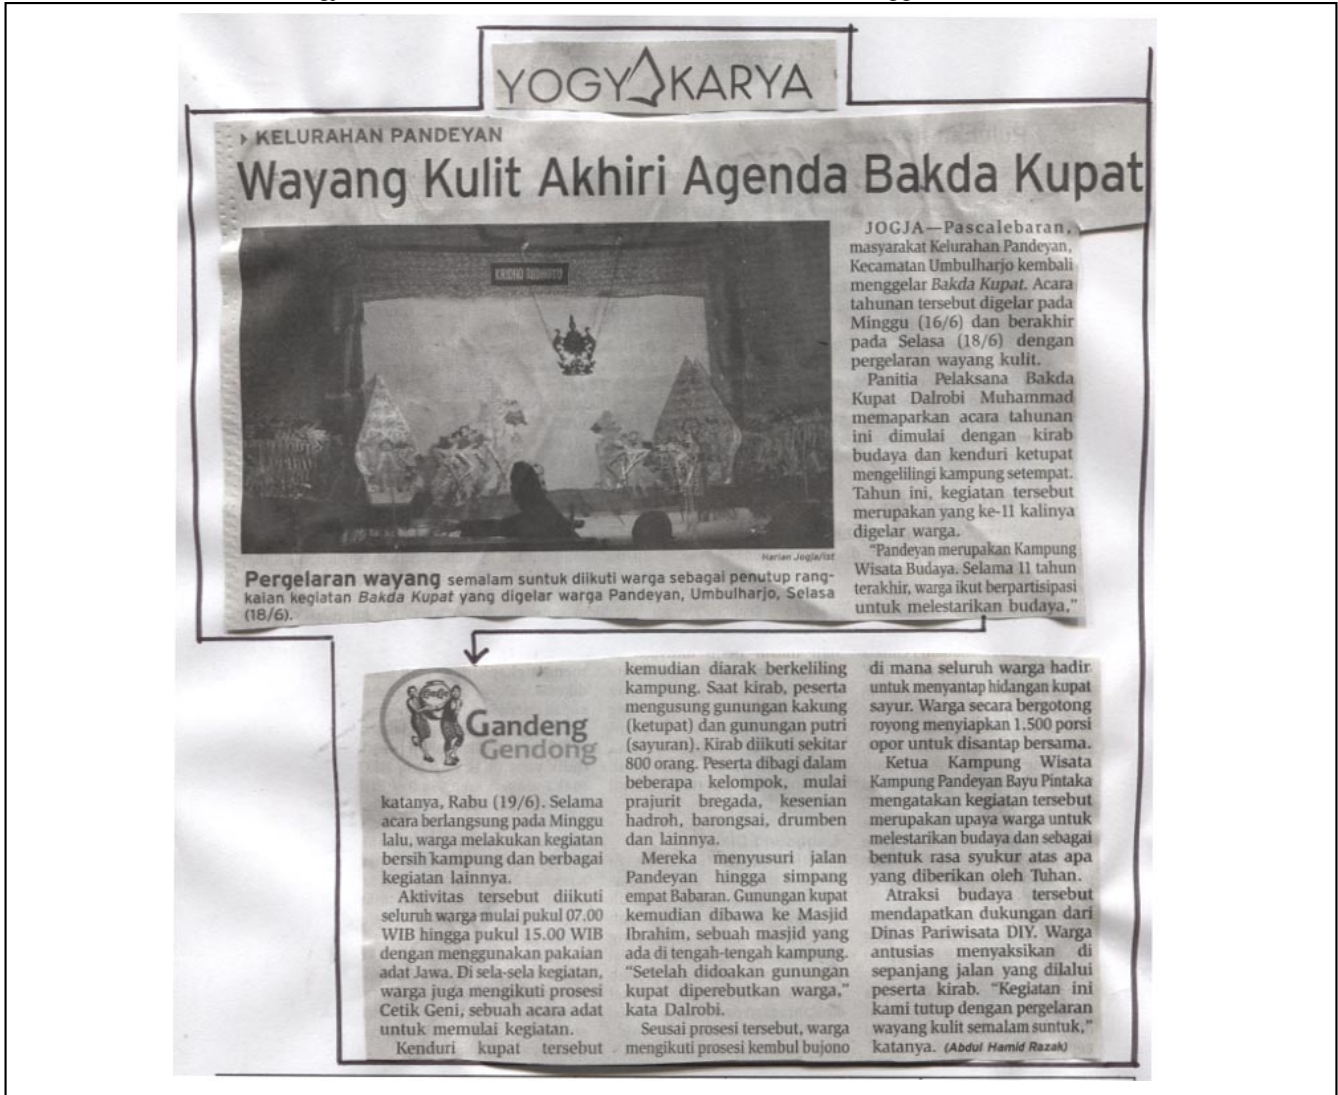 YOGYAKARYA
KELURAHAN PANDEYAN
Wayang Kulit Akhiri Agenda Bakda Kupat
Harian Jogja/Ist
Pergelaran wayang semalam suntuk diikuti warga sebagai penutup rang-
kaian kegiatan Bakda Kupat yang digelar warga Pandeyan, Umbulharjo, Selasa
(18/6).
JOGJA—Pascalebaran,
masyarakat Kelurahan Pandeyan,
Kecamatan Umbulharjo kembali
menggelar Bakda Kupat. Acara
tahunan tersebut digelar pada
Minggu (16/6) dan berakhir
pada Selasa (18/6) dengan
pergelaran wayang kulit.
Panitia Pelaksana Bakda
Kupat Dalrobi Muhammad
memaparkan acara tahunan
ini dimulai dengan kirab
budaya dan kenduri ketupat
mengelilingi kampung setempat.
Tahun ini, kegiatan tersebut
merupakan yang ke-11 kalinya
digelar warga.
“Pandeyan merupakan Kampung
Wisata Budaya. Selama 11 tahun
terakhir, warga ikut berpartisipasi
untuk melestarikan budaya,”
Gandeng
Gendong
katanya, Rabu (19/6). Selama
acara berlangsung pada Minggu
lalu, warga melakukan kegiatan
bersih kampung dan berbagai
kegiatan lainnya.
Aktivitas tersebut diikuti
seluruh warga mulai pukul 07.00
WIB hingga pukul 15.00 WIB
dengan menggunakan pakaian
adat Jawa. Di sela-sela kegiatan,
warga juga mengikuti prosesi
Cetik Geni, sebuah acara adat
untuk memulai kegiatan.
Kenduri kupat tersebut
kemudian diarak berkeliling
kampung. Saat kirab, peserta
mengusung gunungan kakung
(ketupat) dan gunungan putri
(sayuran). Kirab diikuti sekitar
800 orang. Peserta dibagi dalam
beberapa kelompok, mulai
prajurit bregada, kesenian
hadroh, barongsai, drumben
dan lainnya.
Mereka menyusuri jalan
Pandeyan hingga simpang
empat Babaran. Gunungan kupat
kemudian dibawa ke Masjid
Ibrahim, sebuah masjid yang
ada di tengah-tengah kampung.
“Setelah didoakan gunungan
kupat diperebutkan warga,”
kata Dalrobi.
Seusai prosesi tersebut, warga
mengikuti prosesi kembul bujono
di mana seluruh warga hadir
untuk menyantap hidangan kupat
sayur. Warga secara bergotong
royong menyiapkan 1.500 porsi
opor untuk disantap bersama.
Ketua Kampung Wisata
Kampung Pandeyan Bayu Pintaka
mengatakan kegiatan tersebut
merupakan upaya warga untuk
melestarikan budaya dan sebagai
bentuk rasa syukur atas apa
yang diberikan oleh Tuhan.
Atraksi budaya tersebut
mendapatkan dukungan dari
Dinas Pariwisata DIY. Warga
antusias menyaksikan di
sepanjang jalan yang dilalui
peserta kirab. “Kegiatan ini
kami tutup dengan pergelaran
wayang kulit semalam suntuk,”
katanya. (Abdul Hamid Razak)